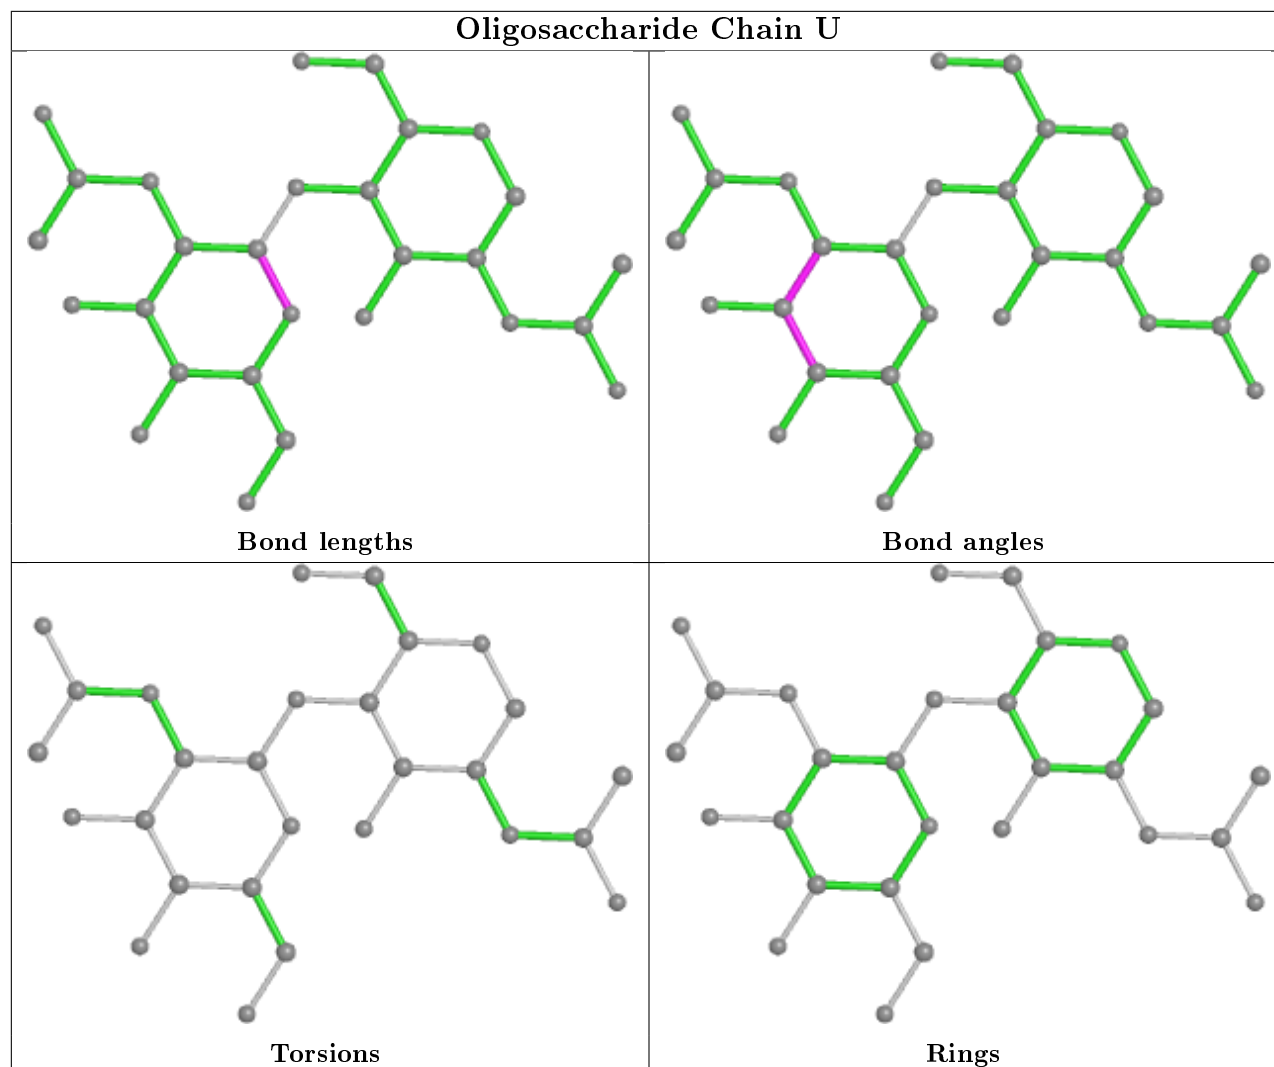 Oligosaccharide Chain U
Bond lengths
Bond angles
Torsions
Rings